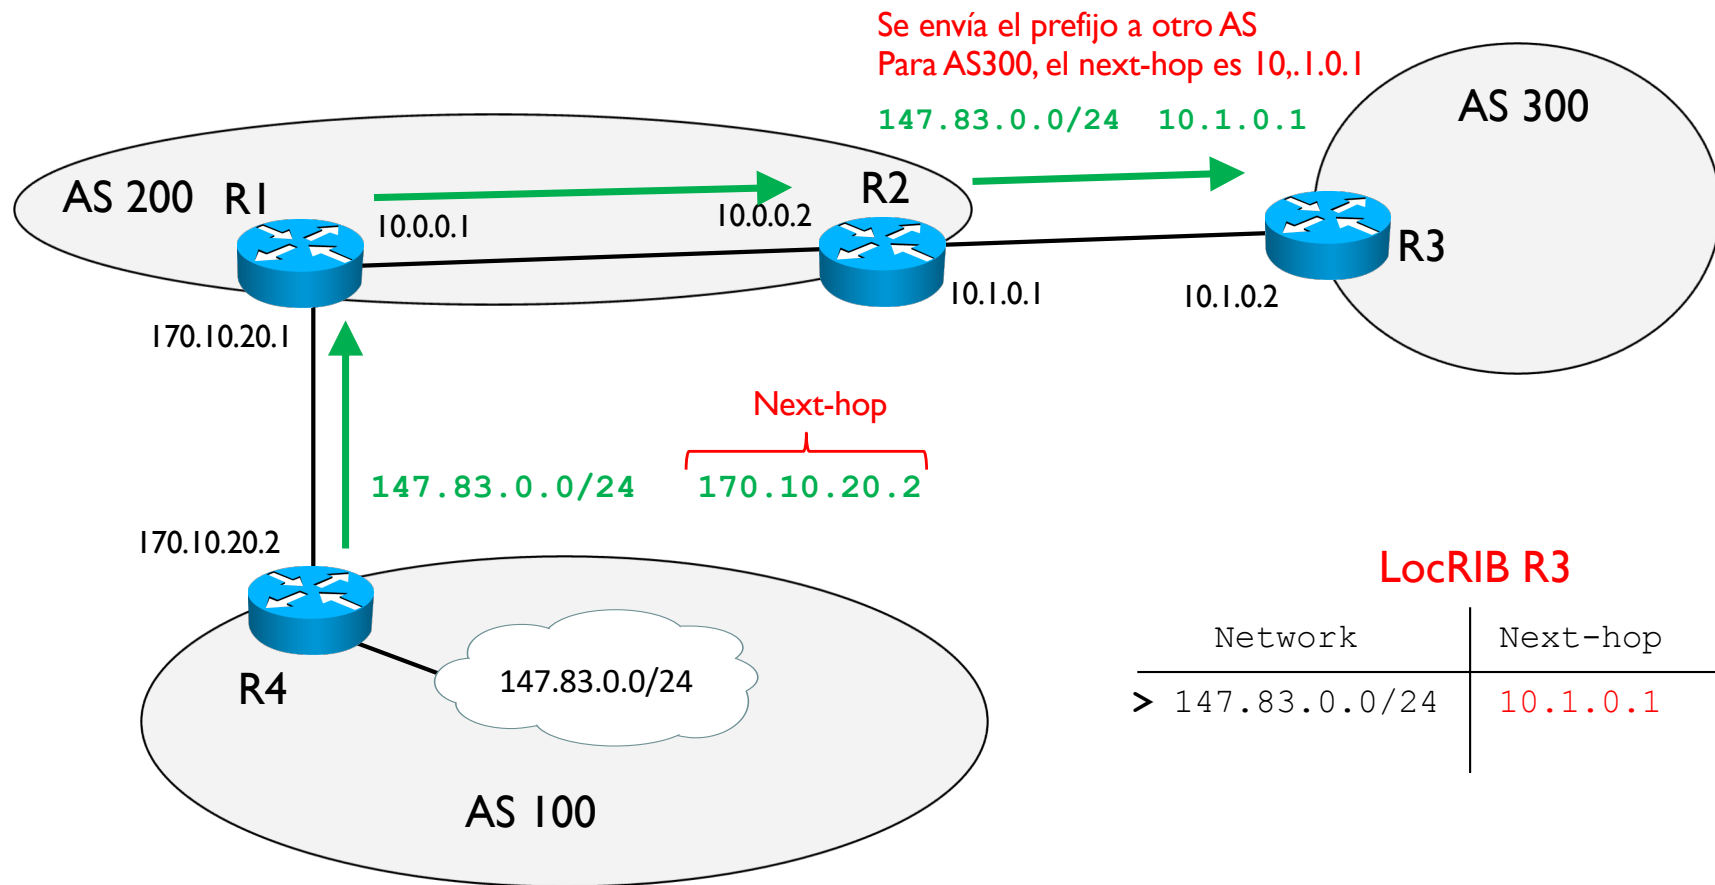 Se envía el prefijo a otro AS
Para AS300, el next-hop es 10,.1.0.1
147.83.0.0/24 10.1.0.1
AS 300
AS 200
R1
R2
10.0.0.1
10.0.0.2
R3
10.1.0.1
10.1.0.2
170.10.20.1
Next-hop
147.83.0.0/24 170.10.20.2
170.10.20.2
R4
147.83.0.0/24
AS 100
LocRIB R3
Network Next-hop
> 147.83.0.0/24 10.1.0.1